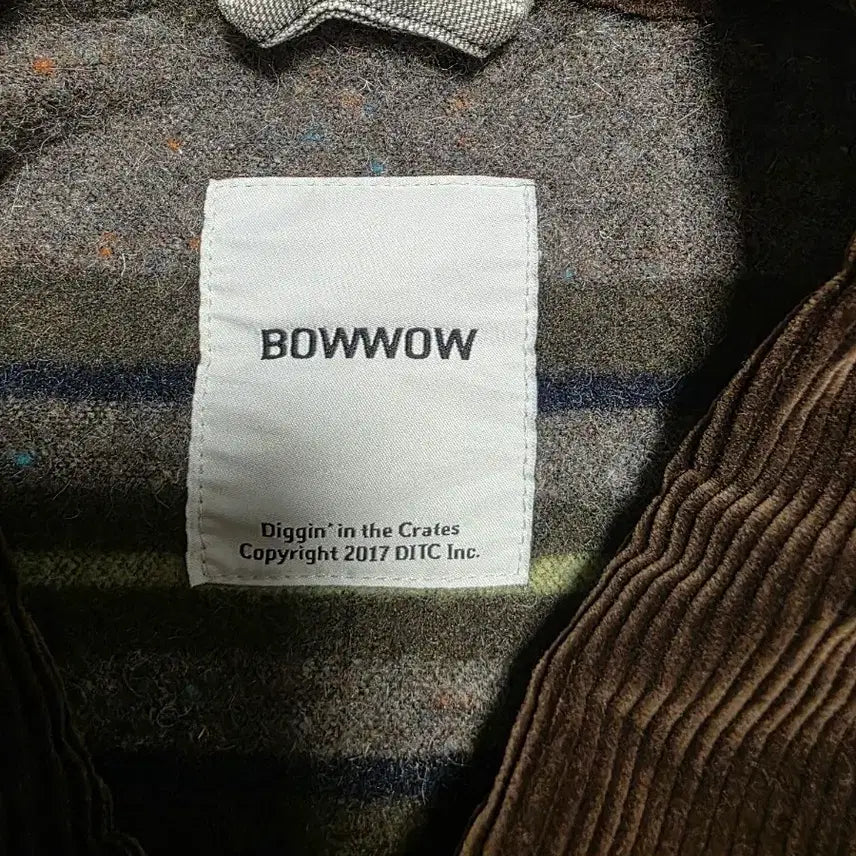 BOWWOW
Diggin' in the Crates
Copyright 2017 DITC Inc.